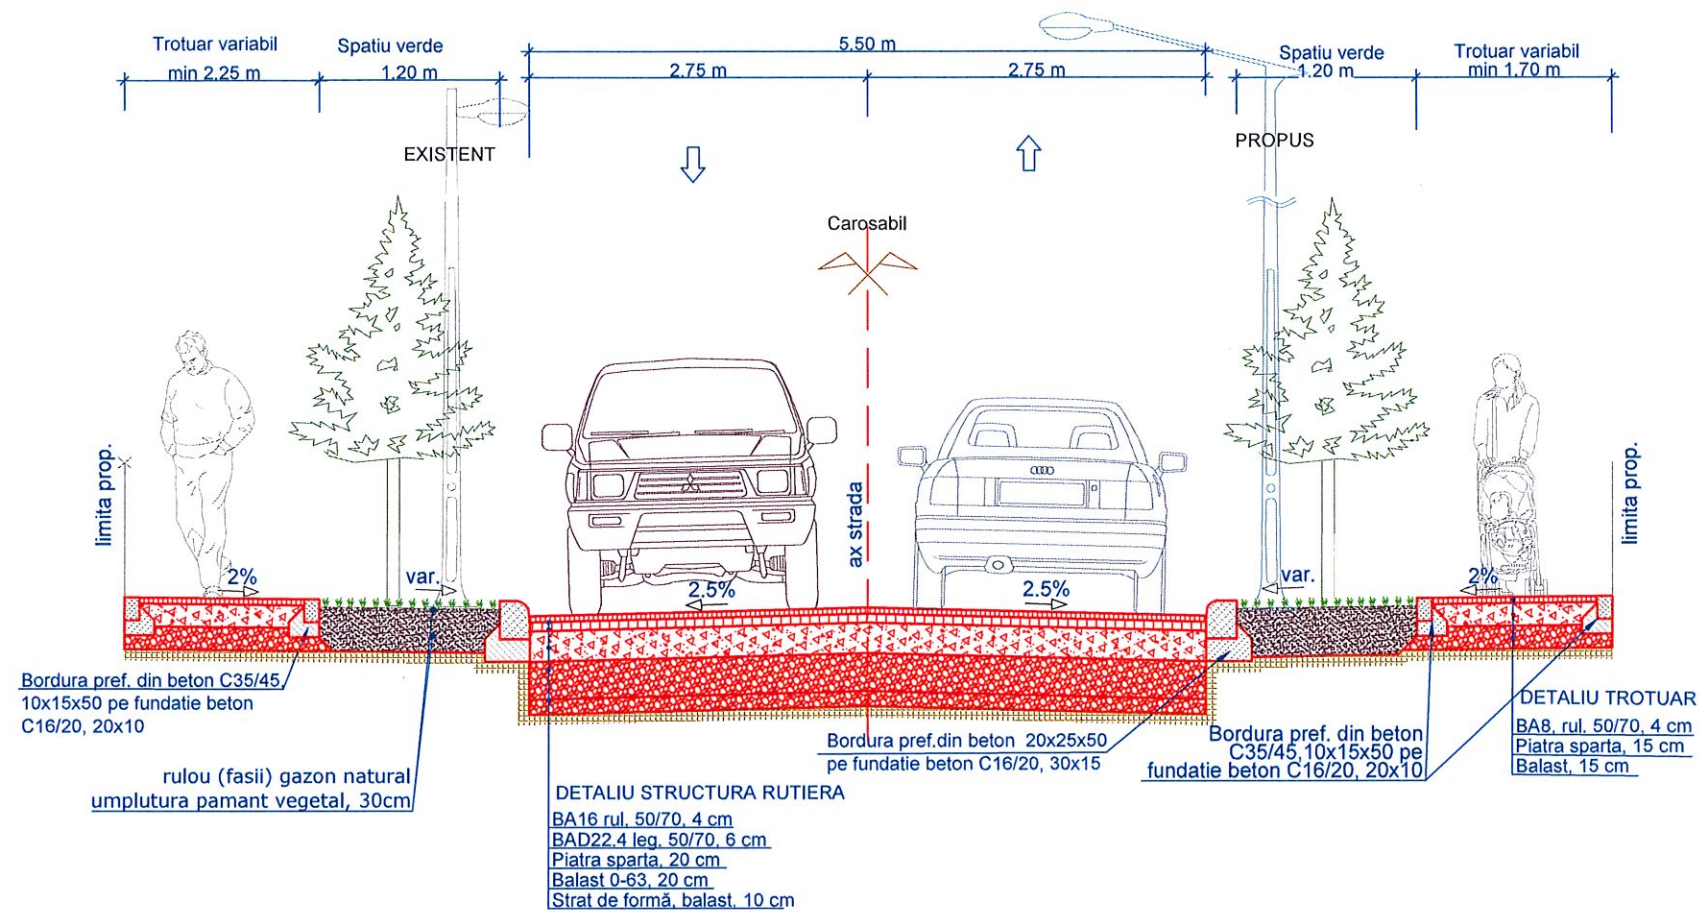 Trotuar variabil
min 2,25 m
Spatiu verde
1,20 m
5.50 m
2.75 m
2.75 m
Spatiu verde
1.20 m
Trotuar variabil
min 1.70 m
EXISTENT
PROPUS
Carosabil
limita prop.
ax strada
limita prop.
2%
var.
2.5%
2.5%
var.
2%
Bordura pref. din beton C35/45,
10x15x50 pe fundatie beton
C16/20, 20x10
rulou (fasii) gazon natural
umplutura pamant vegetal, 30cm
DETALIU STRUCTURA RUTIERA
BA16 rul, 50/70, 4 cm
BAD22.4 leg. 50/70, 6 cm
Piatra sparta, 20 cm
Balast 0-63, 20 cm
Strat de formă, balast. 10 cm
Bordura pref.din beton 20x25x50
pe fundatie beton C16/20, 30x15
Bordura pref. din beton
C35/45,10x15x50 pe
fundatie beton C16/20, 20x10
DETALIU TROTUAR
BA8, rul. 50/70, 4 cm
Piatra sparta, 15 cm
Balast, 15 cm